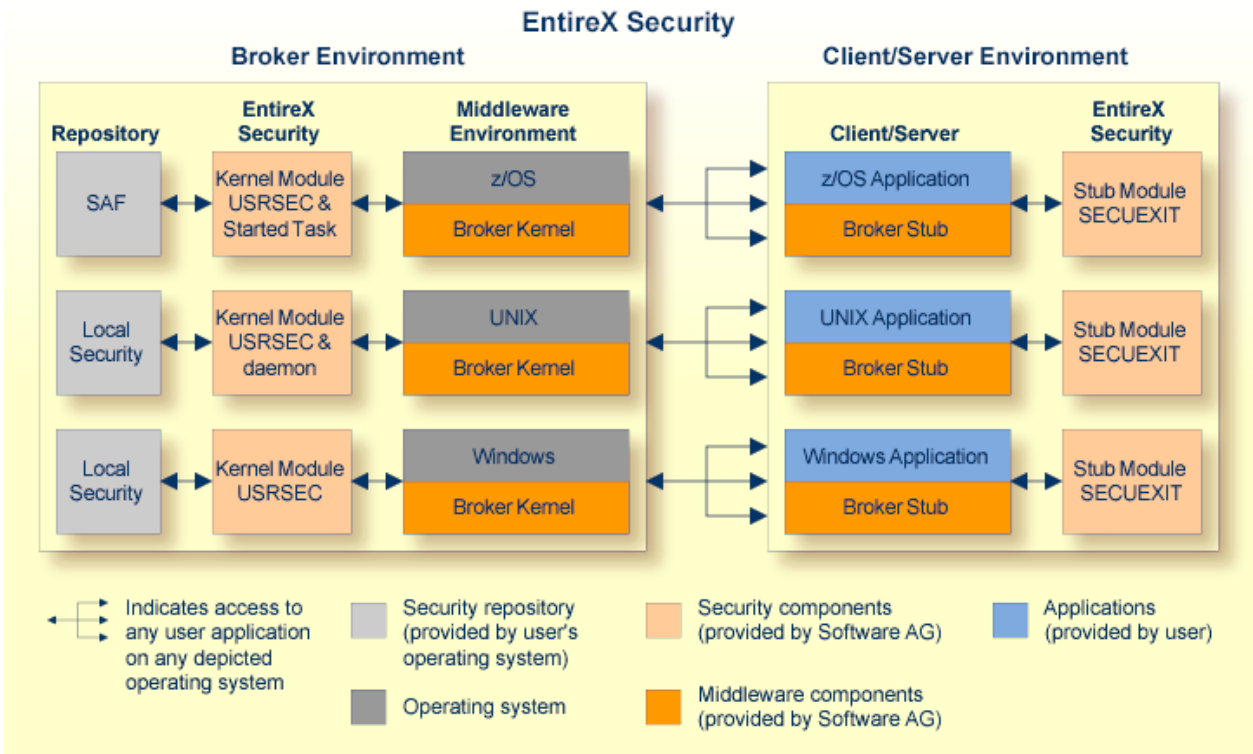 EntireX Security
Broker Environment
Client/Server Environment
Repository
EntireX
Security
Middleware
Environment
Client/Server
EntireX
Security
SAF
Kernel Module
USRSEC &
Started Task
z/OS
Broker Kernel
z/OS Application
Broker Stub
Stub Module
SECUEXIT
Local
Security
Kernel Module
USRSEC &
daemon
UNIX
Broker Kernel
UNIX Application
Broker Stub
Stub Module
SECUEXIT
Local
Security
Kernel Module
USRSEC
Windows
Broker Kernel
Windows Application
Broker Stub
Stub Module
SECUEXIT
Indicates access to
any user application
on any depicted
operating system
Security repository
(provided by user's
operating system)
Operating system
Security components
(provided by Software AG)
Middleware components
(provided by Software AG)
Applications
(provided by user)